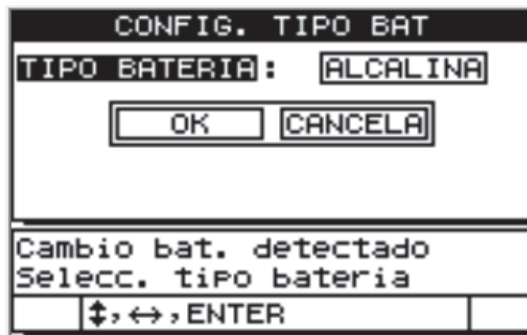 CONFIG. TIPO BAT
TIPO BATERIA: ALCALINA
OK CANCELA
Cambio bat. detectado
Selecc. tipo bateria
↕,↔,ENTER